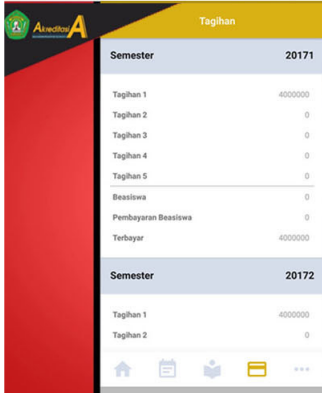 Akreditasi A
Tagihan
Semester 20171
Tagihan 1 4000000
Tagihan 2 0
Tagihan 3 0
Tagihan 4 0
Tagihan 5 0
Beasiswa 0
Pembayaran Beasiswa 0
Terbayar 4000000
Semester 20172
Tagihan 1 4000000
Tagihan 2 0